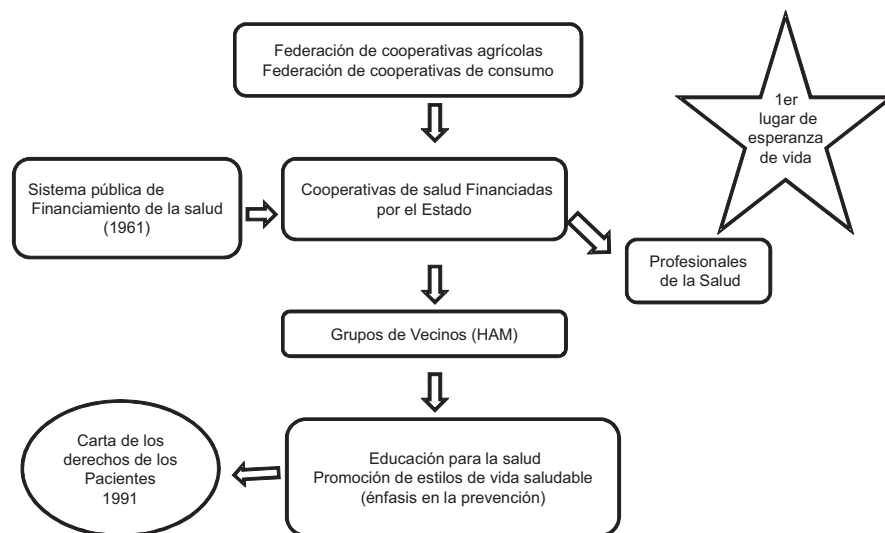 Federación de cooperativas agrícolas
Federación de cooperativas de consumo
1er
lugar de
esperanza
de vida
Sistema pública de
Financiamiento de la salud
(1961)
Cooperativas de salud Financiadas
por el Estado
Profesionales
de la Salud
Grupos de Vecinos (HAM)
Carta de los
derechos de los
Pacientes
1991
Educación para la salud
Promoción de estilos de vida saludable
(énfasis en la prevención)